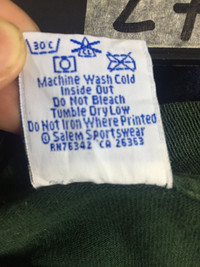 30°C
CL
Machine Wash Cold
Inside Out
Do Not Bleach
Tumble Dry Low
Do Not Iron Where Printed
© Salem Sportswear
RN76342 CA 26363